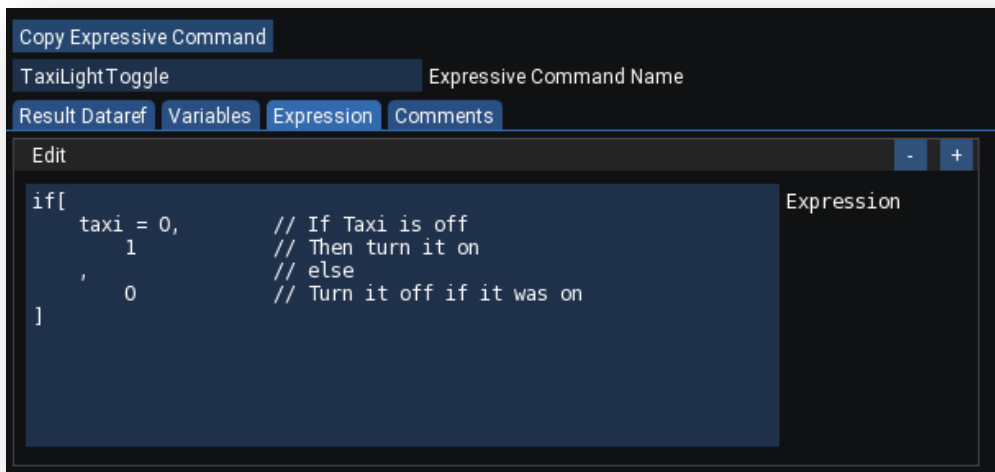 Copy Expressive Command
TaxiLightToggle Expressive Command Name
Result Dataref Variables Expression Comments
Edit - +
if[ Expression
taxi = 0, // If Taxi is off
1 // Then turn it on
, // else
0 // Turn it off if it was on
]